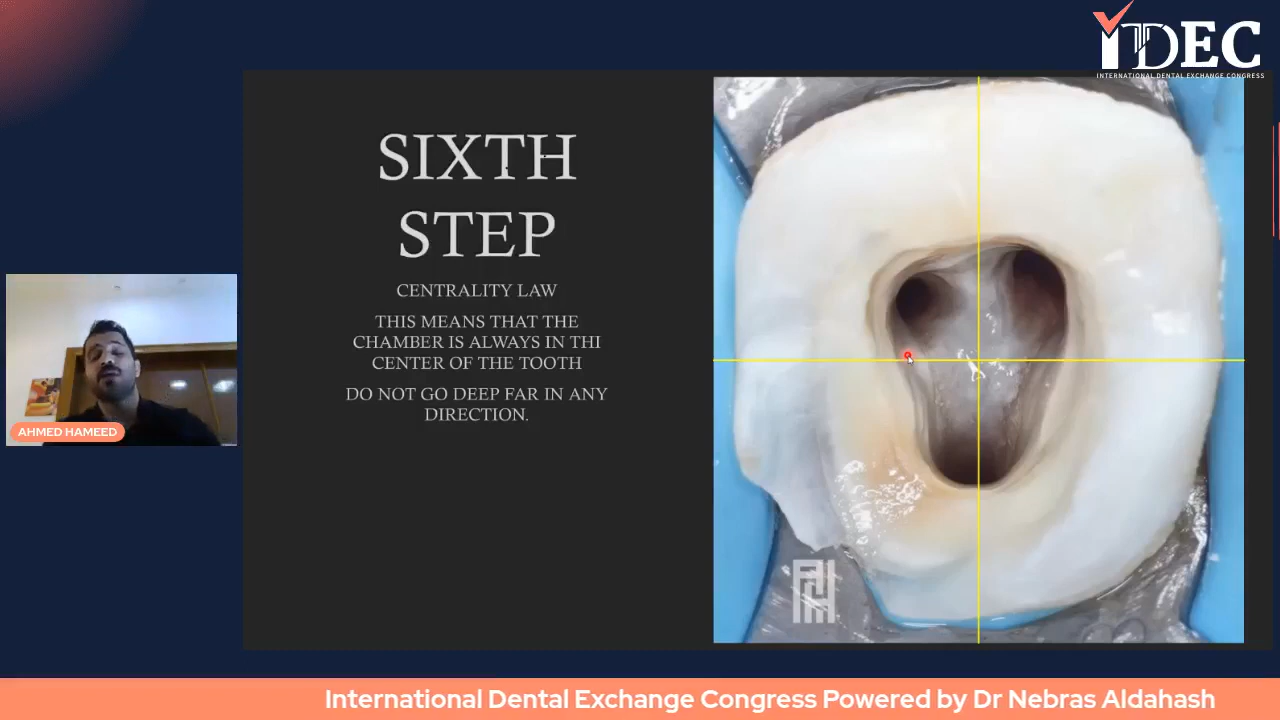 iDEC
INTERNATIONAL DENTAL EXCHANGE CONGRESS
SIXTH
STEP
CENTRALITY LAW
THIS MEANS THAT THE
CHAMBER IS ALWAYS IN THI
CENTER OF THE TOOTH
DO NOT GO DEEP FAR IN ANY
DIRECTION.
AHMED HAMEED
International Dental Exchange Congress Powered by Dr Nebras Aldahash